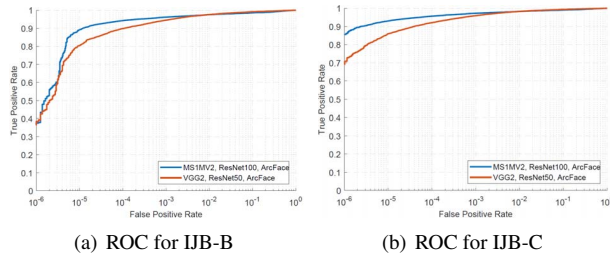 1
0.9
0.8
0.7
0.6
0.5
0.4
0.3
0.2
0.1
0
True Positive Rate
MS1MV2, ResNet100, ArcFace
VGG2, ResNet50, ArcFace
10^-6 10^-5 10^-4 10^-3 10^-2 10^-1 10^0
False Positive Rate
(a) ROC for IJB-B
1
0.9
0.8
0.7
0.6
0.5
0.4
0.3
0.2
0.1
0
True Positive Rate
MS1MV2, ResNet100, ArcFace
VGG2, ResNet50, ArcFace
10^-6 10^-5 10^-4 10^-3 10^-2 10^-1
False Positive Rate
(b) ROC for IJB-C